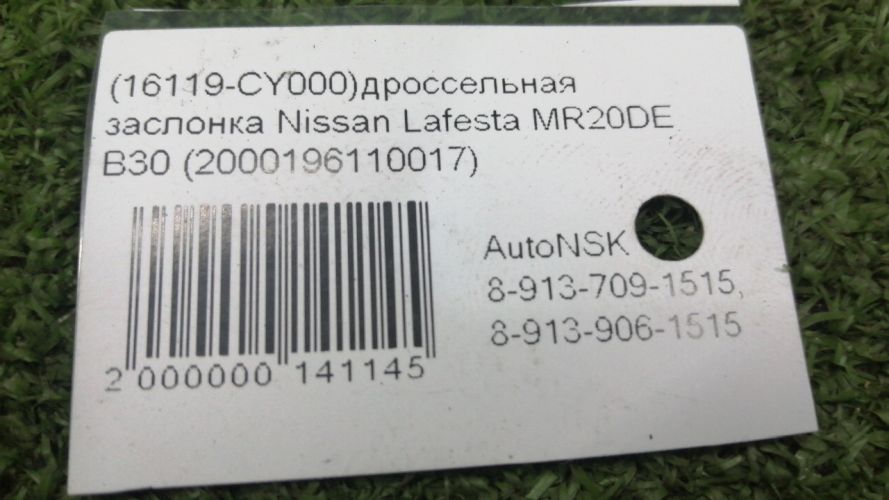 (16119-CY000)дроссельная
заслонка Nissan Lafesta MR20DE
B30 (2000196110017)
AutoNSK
8-913-709-1515,
8-913-906-1515
2 000000 141145